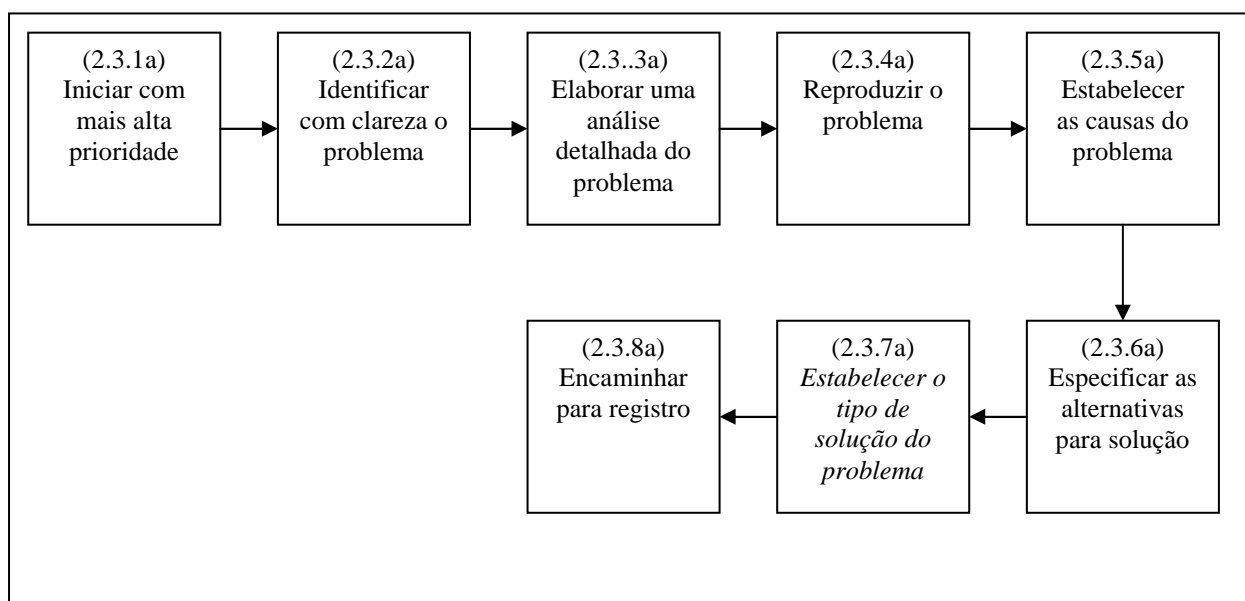 (2.3.1a)
Iniciar com
mais alta
prioridade
(2.3.2a)
Identificar
com clareza o
problema
(2.3..3a)
Elaborar uma
análise
detalhada do
problema
(2.3.4a)
Reproduzir o
problema
(2.3.5a)
Estabelecer
as causas do
problema
(2.3.6a)
Especificar as
alternativas
para solução
(2.3.7a)
Estabelecer o
tipo de
solução do
problema
(2.3.8a)
Encaminhar
para registro